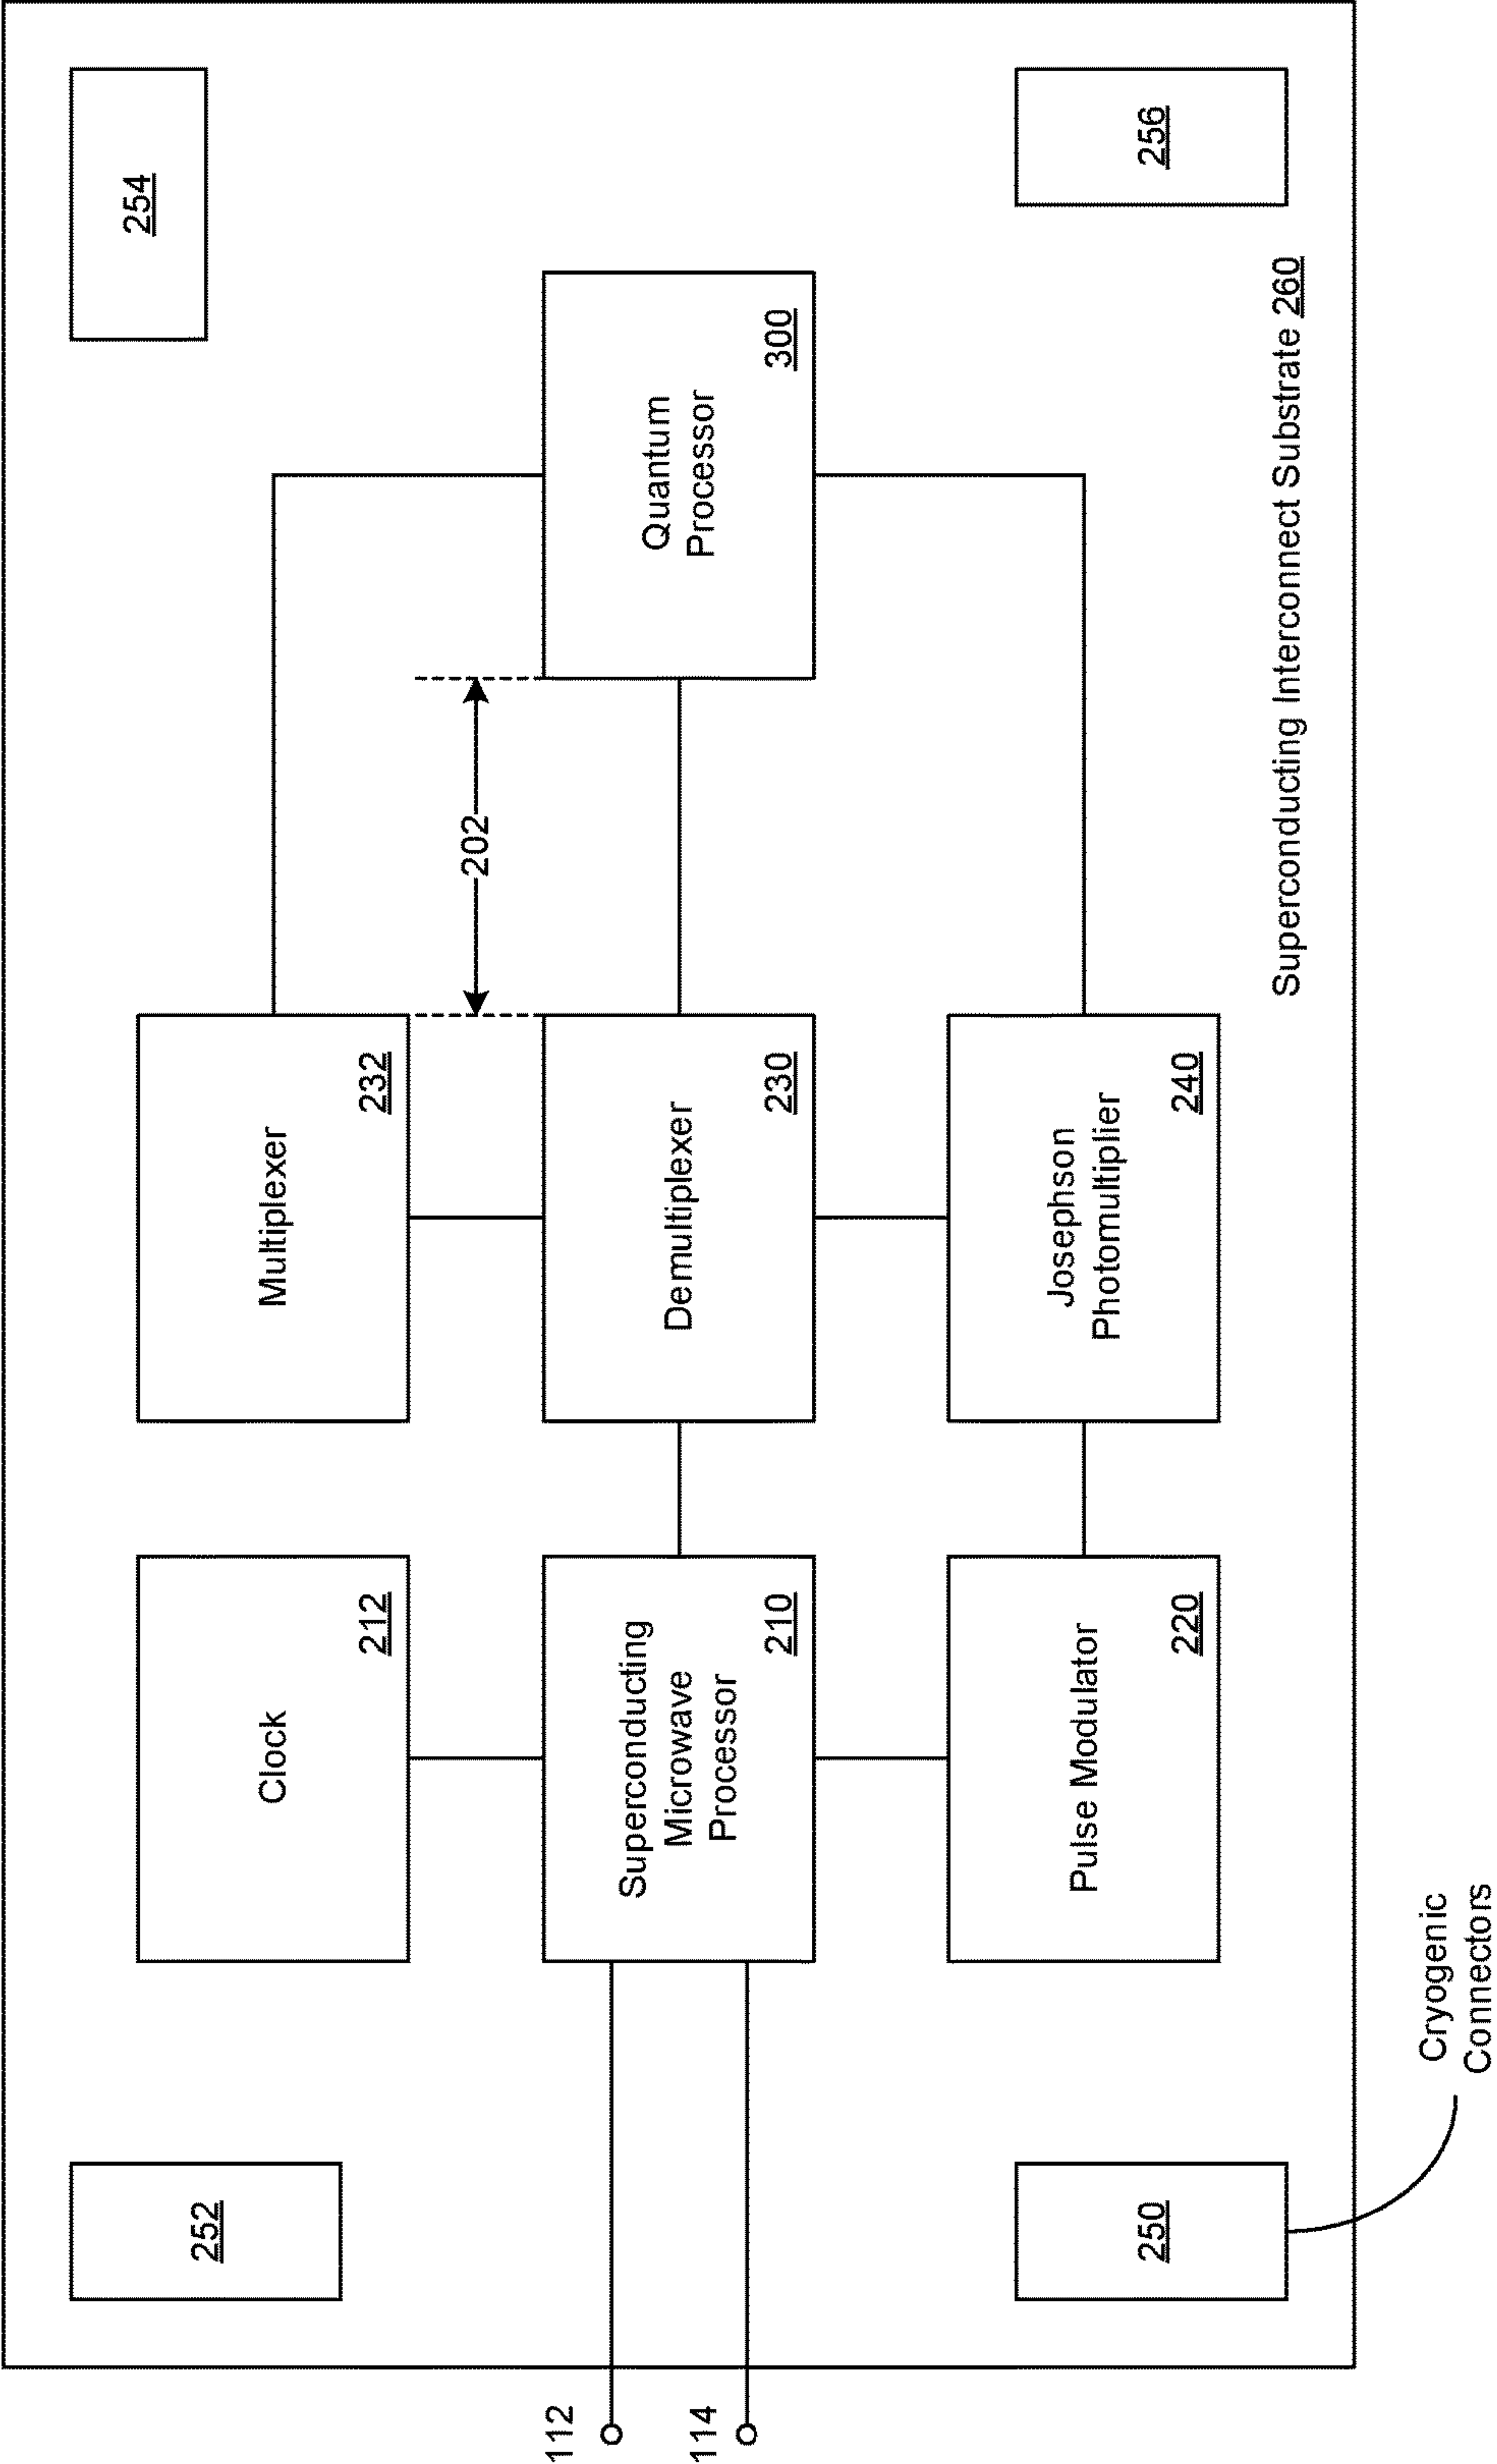 252
254
Clock
212
Multiplexer
232
202
112
114
Superconducting
Microwave
Processor
210
Demultiplexer
230
Quantum
Processor
300
Pulse Modulator
220
Josephson
Photomultiplier
240
250
256
Superconducting Interconnect Substrate 260
Cryogenic
Connectors